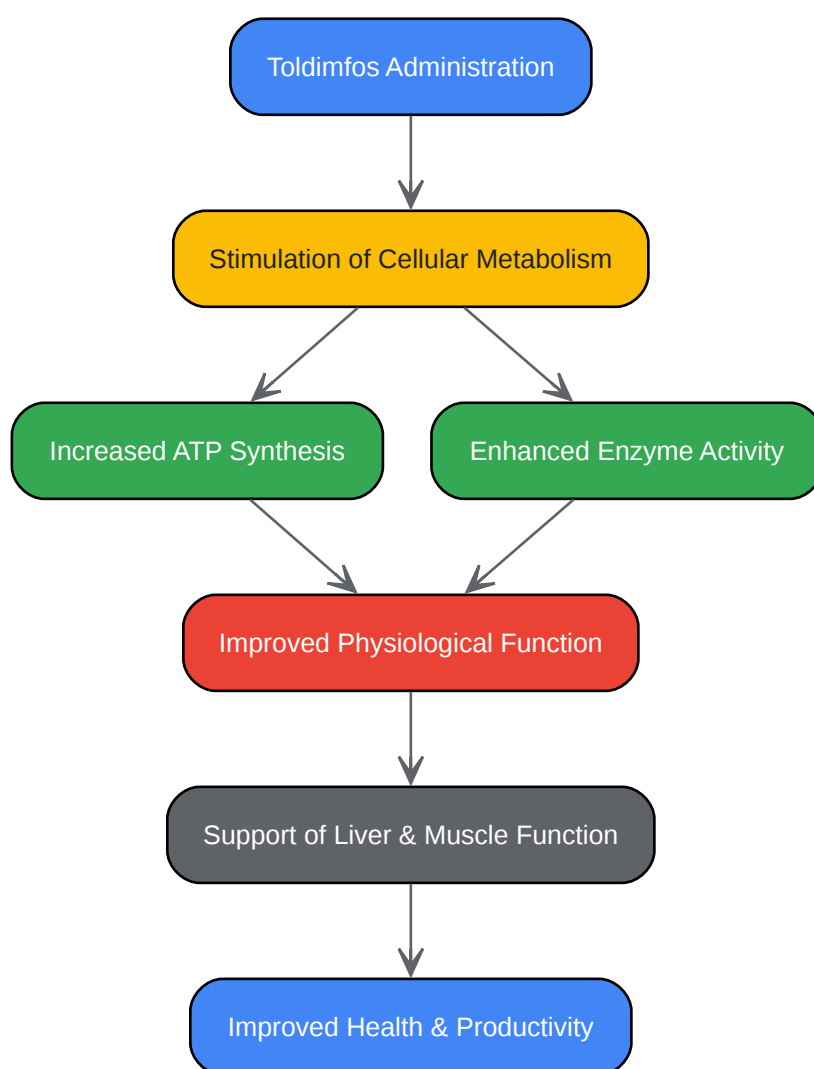 Toldimfos Administration
Stimulation of Cellular Metabolism
Increased ATP Synthesis
Enhanced Enzyme Activity
Improved Physiological Function
Support of Liver & Muscle Function
Improved Health & Productivity